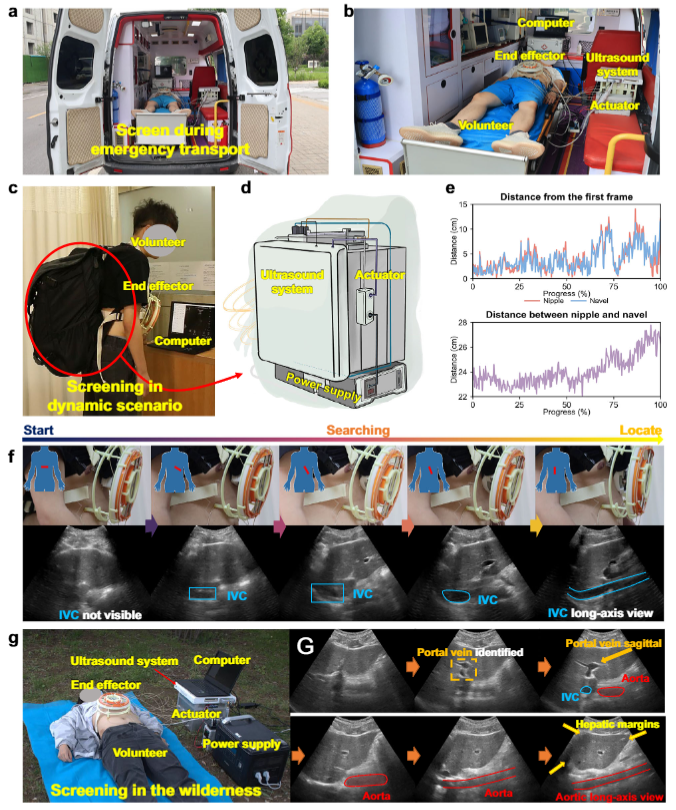 a
Screen during
emergency transport
b
Computer
End effector
Ultrasound
system
Actuator
Volunteer
c
Volunteer
End effector
Computer
Screening in
dynamic scenario
d
Ultrasound
system
Actuator
Power supply
e
Distance from the first frame
Distance (cm)
15
10
5
0
0 25 50 75 100
Progress (%)
Nipple Navel
Distance between nipple and navel
Distance (cm)
28
26
24
22
0 25 50 75 100
Progress (%)
Start Searching Locate
f
IVC not visible
IVC
IVC
IVC
IVC long-axis view
g
Computer
Ultrasound system
End effector
Actuator
Volunteer
Power supply
Screening in the wilderness
G
Portal vein identified
Portal vein sagittal
Aorta
IVC
Aorta
Aorta
Hepatic margins
Aortic long-axis view